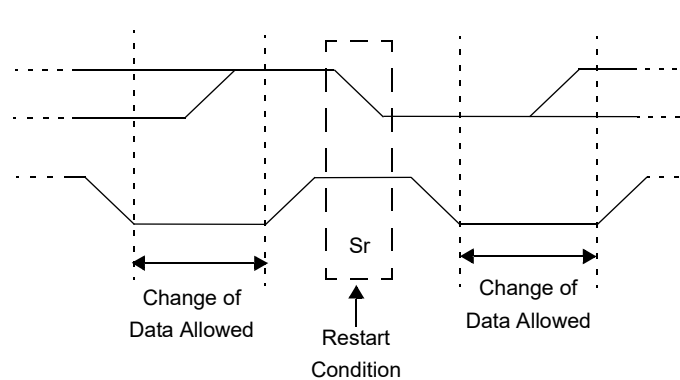 Sr
Change of
Data Allowed
Restart
Condition
Change of
Data Allowed